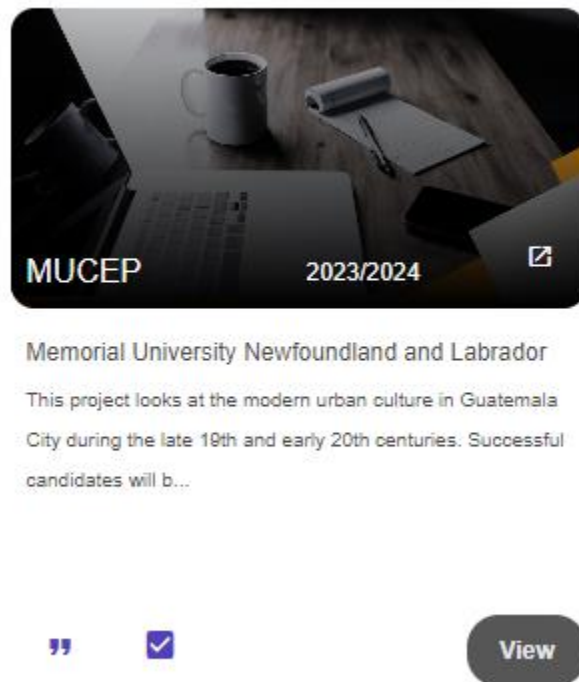 MUCEP 2023/2024
Memorial University Newfoundland and Labrador
This project looks at the modern urban culture in Guatemala
City during the late 19th and early 20th centuries. Successful
candidates will b...
View